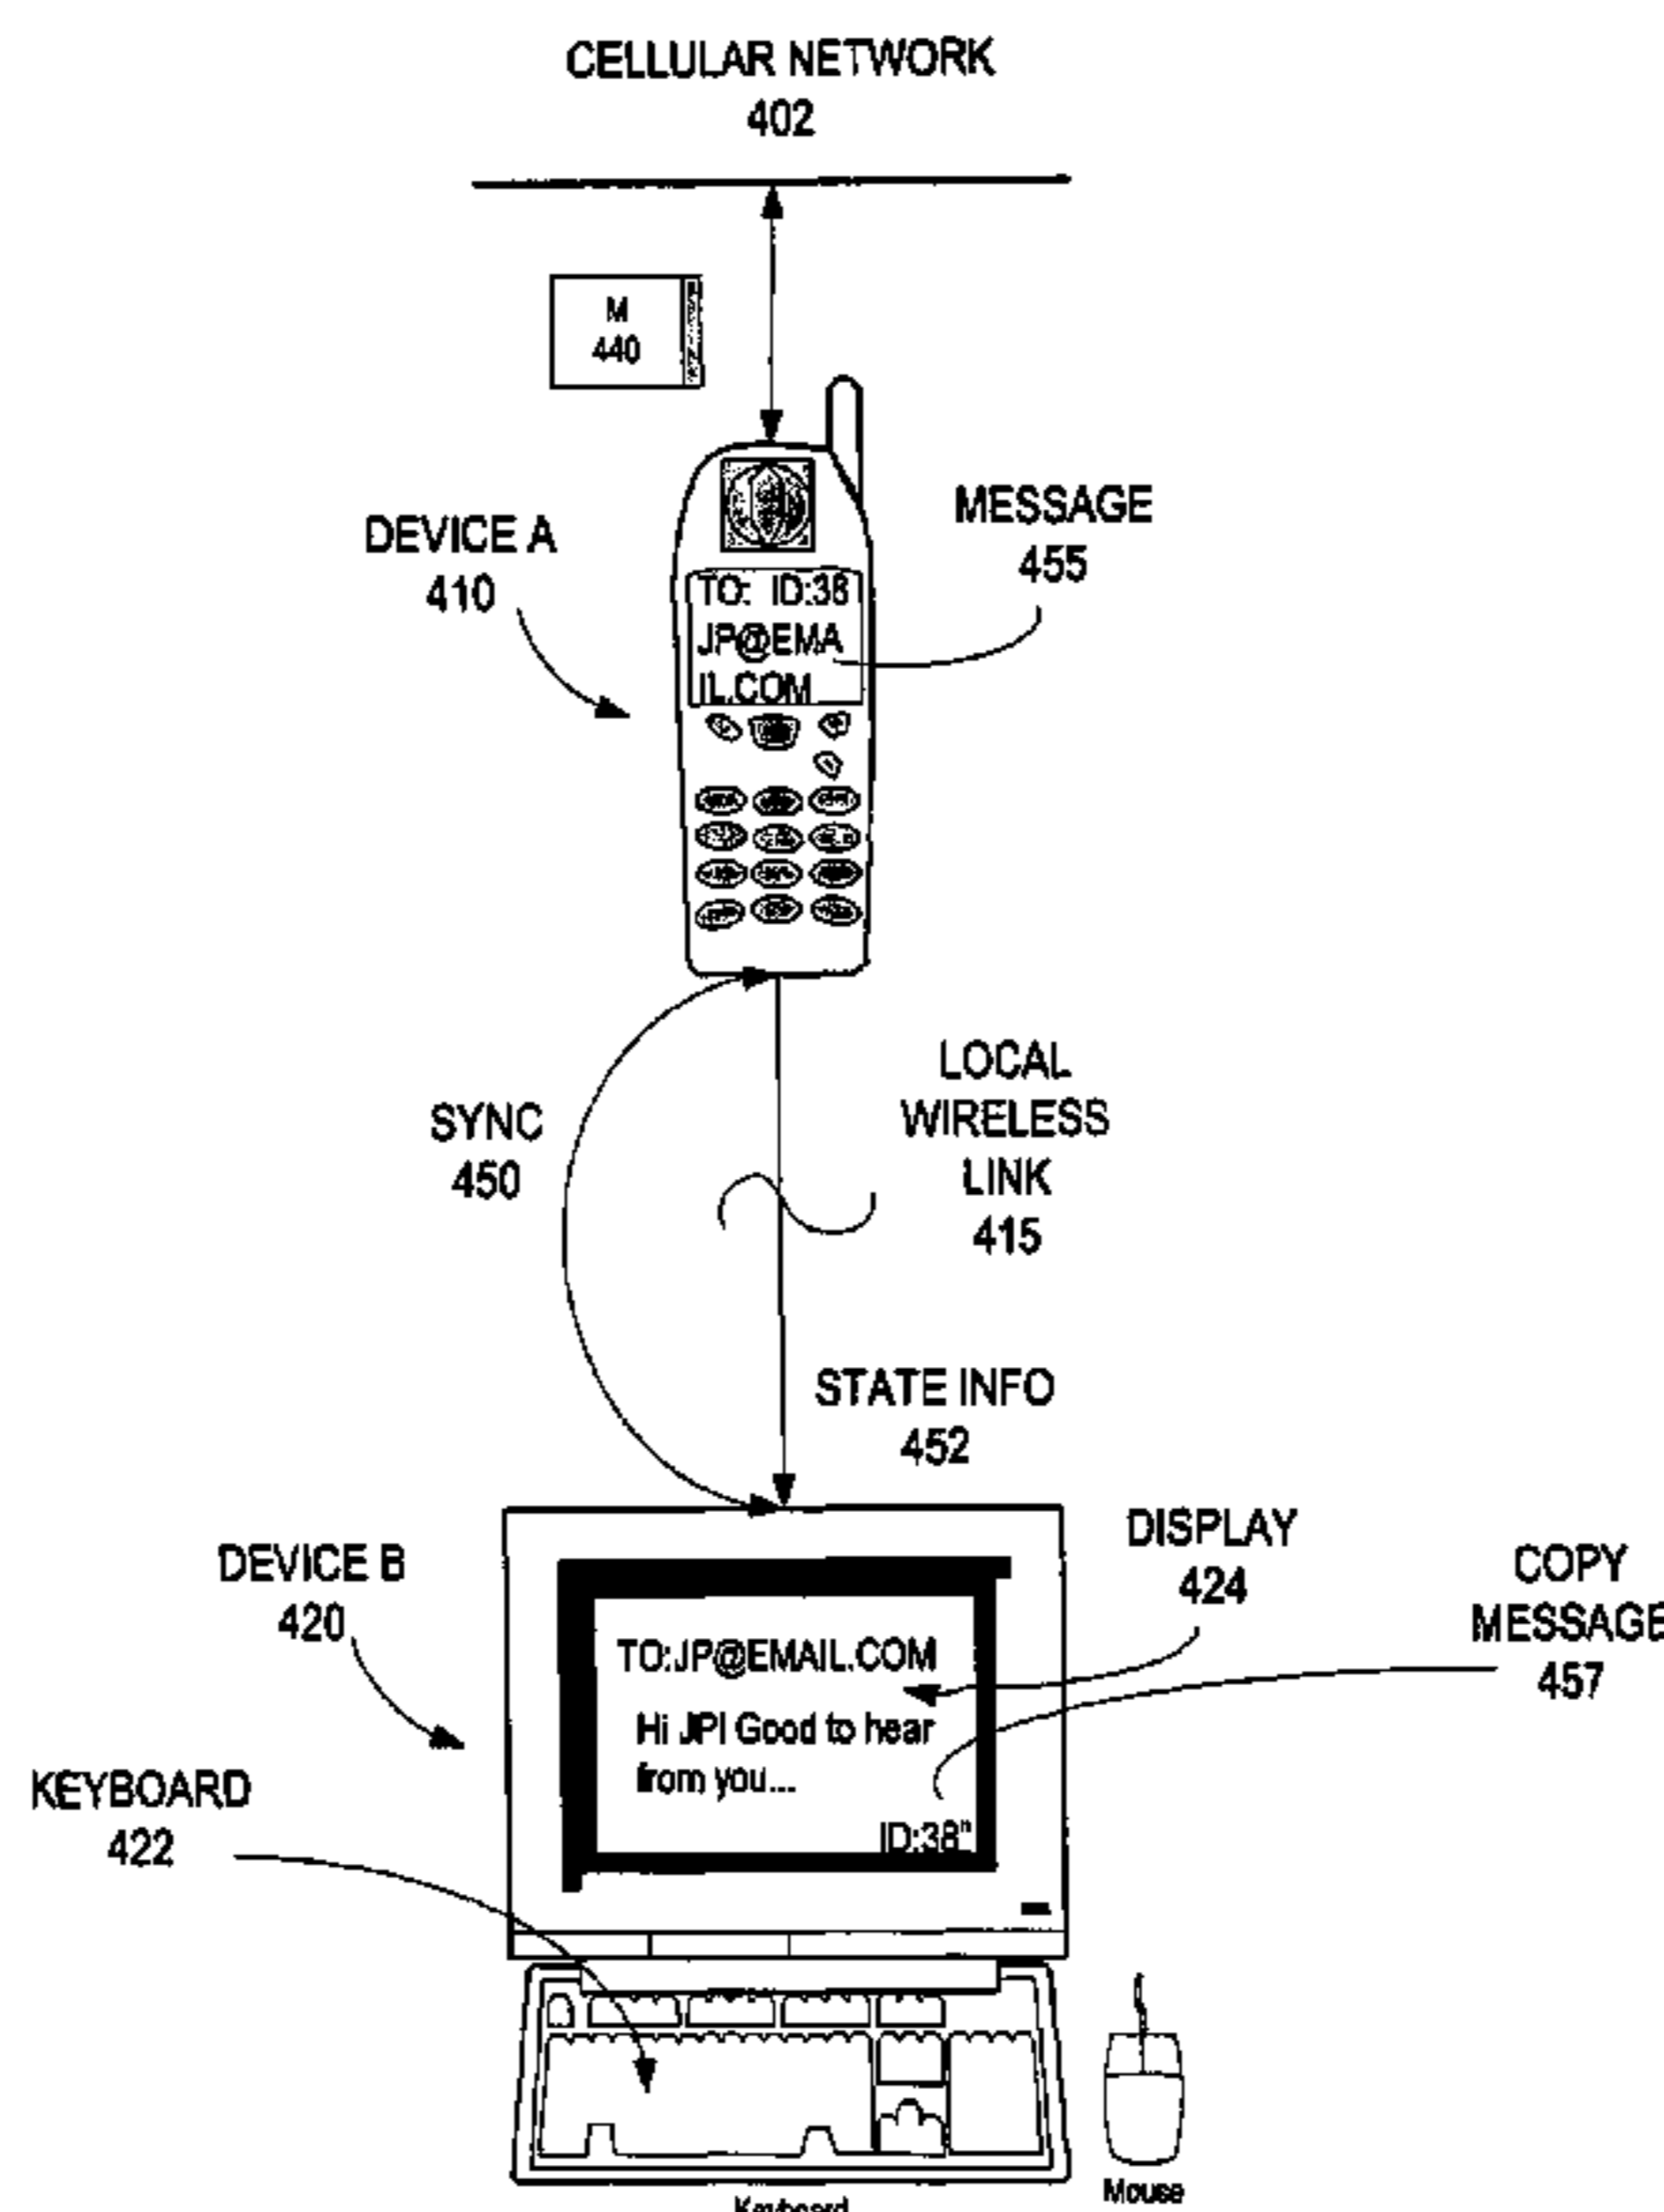 CELLULAR NETWORK
402
M
440
DEVICE A
410
MESSAGE
455
TO: ID:38
JP@EMA
IL.COM
SYNC
450
LOCAL
WIRELESS
LINK
415
STATE INFO
452
DEVICE B
420
DISPLAY
424
COPY
MESSAGE
457
TO:JP@EMAIL.COM
Hi JP! Good to hear
from you...
ID:38"
KEYBOARD
422
Mouse
Keyboard